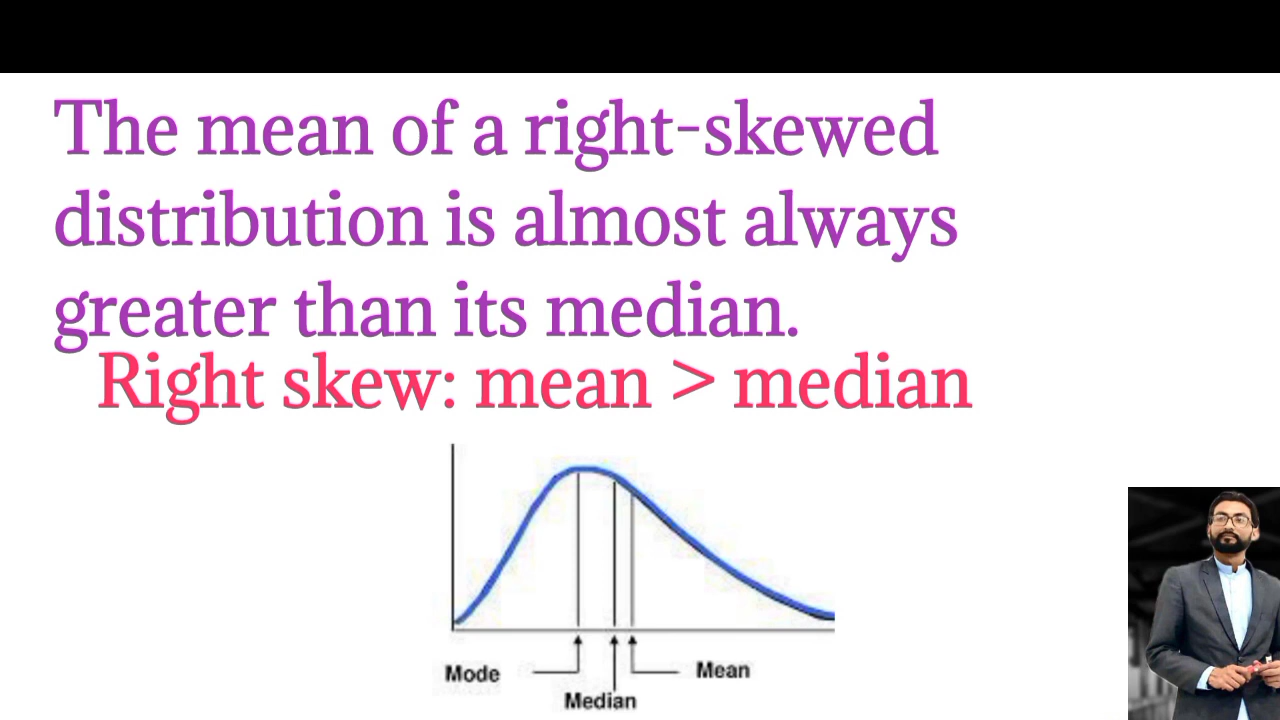 The mean of a right-skewed
distribution is almost always
greater than its median.
Right skew: mean > median
Mode
Median
Mean